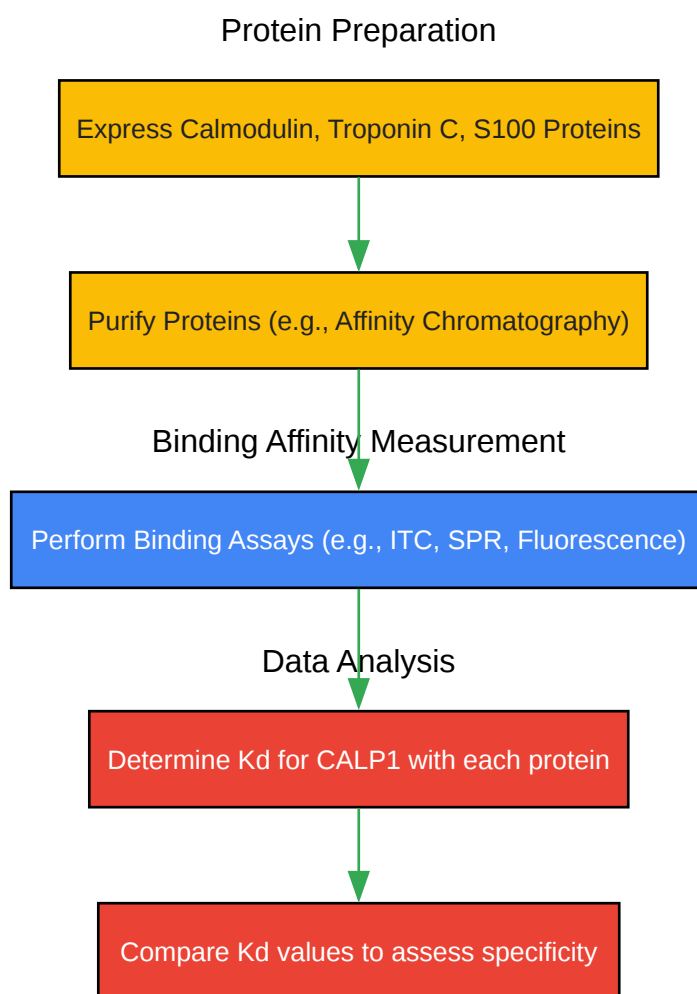 Protein Preparation
Express Calmodulin, Troponin C, S100 Proteins
Purify Proteins (e.g., Affinity Chromatography)
Binding Affinity Measurement
Perform Binding Assays (e.g., ITC, SPR, Fluorescence)
Data Analysis
Determine Kd for CALP1 with each protein
Compare Kd values to assess specificity